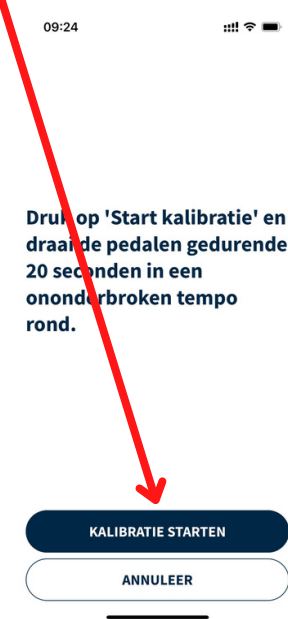 09:24
Druk op 'Start kalibratie' en
draai de pedalen gedurende
20 seconden in een
ononderbroken tempo
rond.
KALIBRATIE STARTEN
ANNULEER